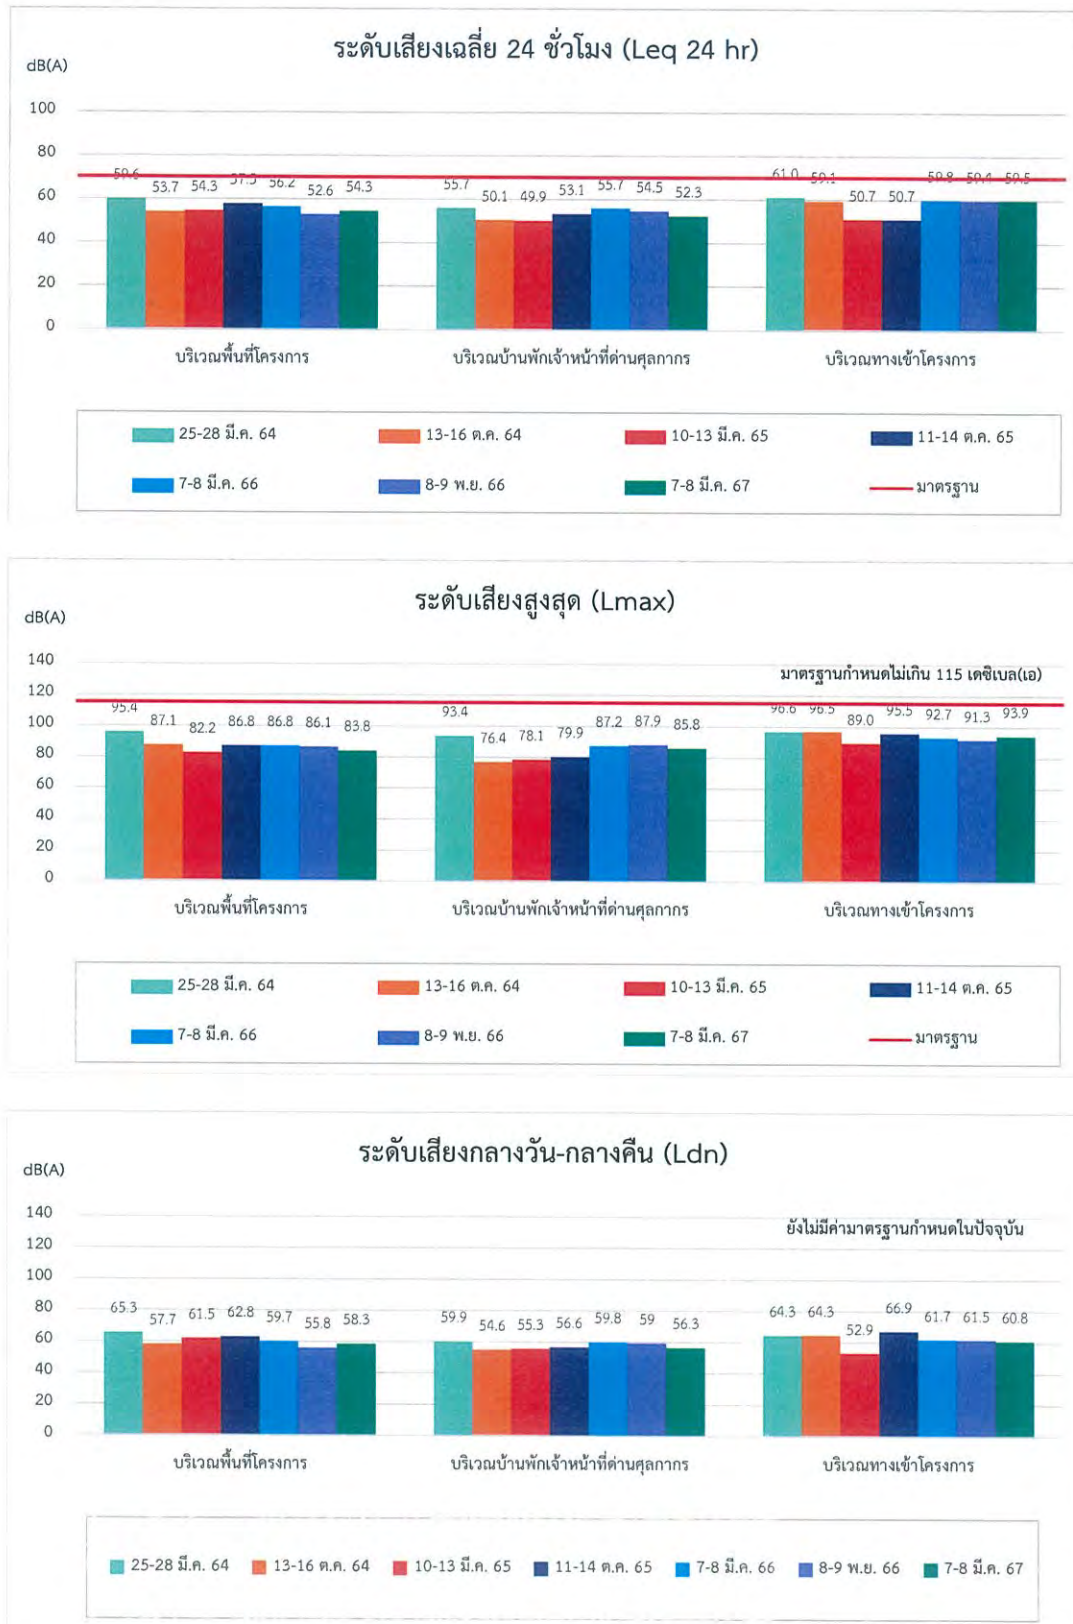 ระดับเสียงเฉลี่ย 24 ชั่วโมง (Leq 24 hr)
dB(A)
100
80
60
40
20
0
59.6 53.7 54.3 57.5 56.2 52.6 54.3 55.7 50.1 49.9 53.1 55.7 54.5 52.3 61.0 59.1 50.7 50.7 59.8 59.4 59.5
บริเวณพื้นที่โครงการ บริเวณบ้านพักเจ้าหน้าที่ด่านศุลกากร บริเวณทางเข้าโครงการ
25-28 มี.ค. 64 13-16 ต.ค. 64 10-13 มี.ค. 65 11-14 ต.ค. 65
7-8 มี.ค. 66 8-9 พ.ย. 66 7-8 มี.ค. 67 มาตรฐาน
ระดับเสียงสูงสุด (Lmax)
dB(A)
มาตรฐานกำหนดไม่เกิน 115 เดซิเบล(เอ)
140
120
100
80
60
40
20
0
95.4 87.1 82.2 86.8 86.8 86.1 83.8 93.4 76.4 78.1 79.9 87.2 87.9 85.8 96.6 96.5 89.0 95.5 92.7 91.3 93.9
บริเวณพื้นที่โครงการ บริเวณบ้านพักเจ้าหน้าที่ด่านศุลกากร บริเวณทางเข้าโครงการ
25-28 มี.ค. 64 13-16 ต.ค. 64 10-13 มี.ค. 65 11-14 ต.ค. 65
7-8 มี.ค. 66 8-9 พ.ย. 66 7-8 มี.ค. 67 มาตรฐาน
ระดับเสียงกลางวัน-กลางคืน (Ldn)
dB(A)
ยังไม่มีค่ามาตรฐานกำหนดในปัจจุบัน
140
120
100
80
60
40
20
0
65.3 57.7 61.5 62.8 59.7 55.8 58.3 59.9 54.6 55.3 56.6 59.8 59 56.3 64.3 64.3 52.9 66.9 61.7 61.5 60.8
บริเวณพื้นที่โครงการ บริเวณบ้านพักเจ้าหน้าที่ด่านศุลกากร บริเวณทางเข้าโครงการ
25-28 มี.ค. 64 13-16 ต.ค. 64 10-13 มี.ค. 65 11-14 ต.ค. 65 7-8 มี.ค. 66 8-9 พ.ย. 66 7-8 มี.ค. 67